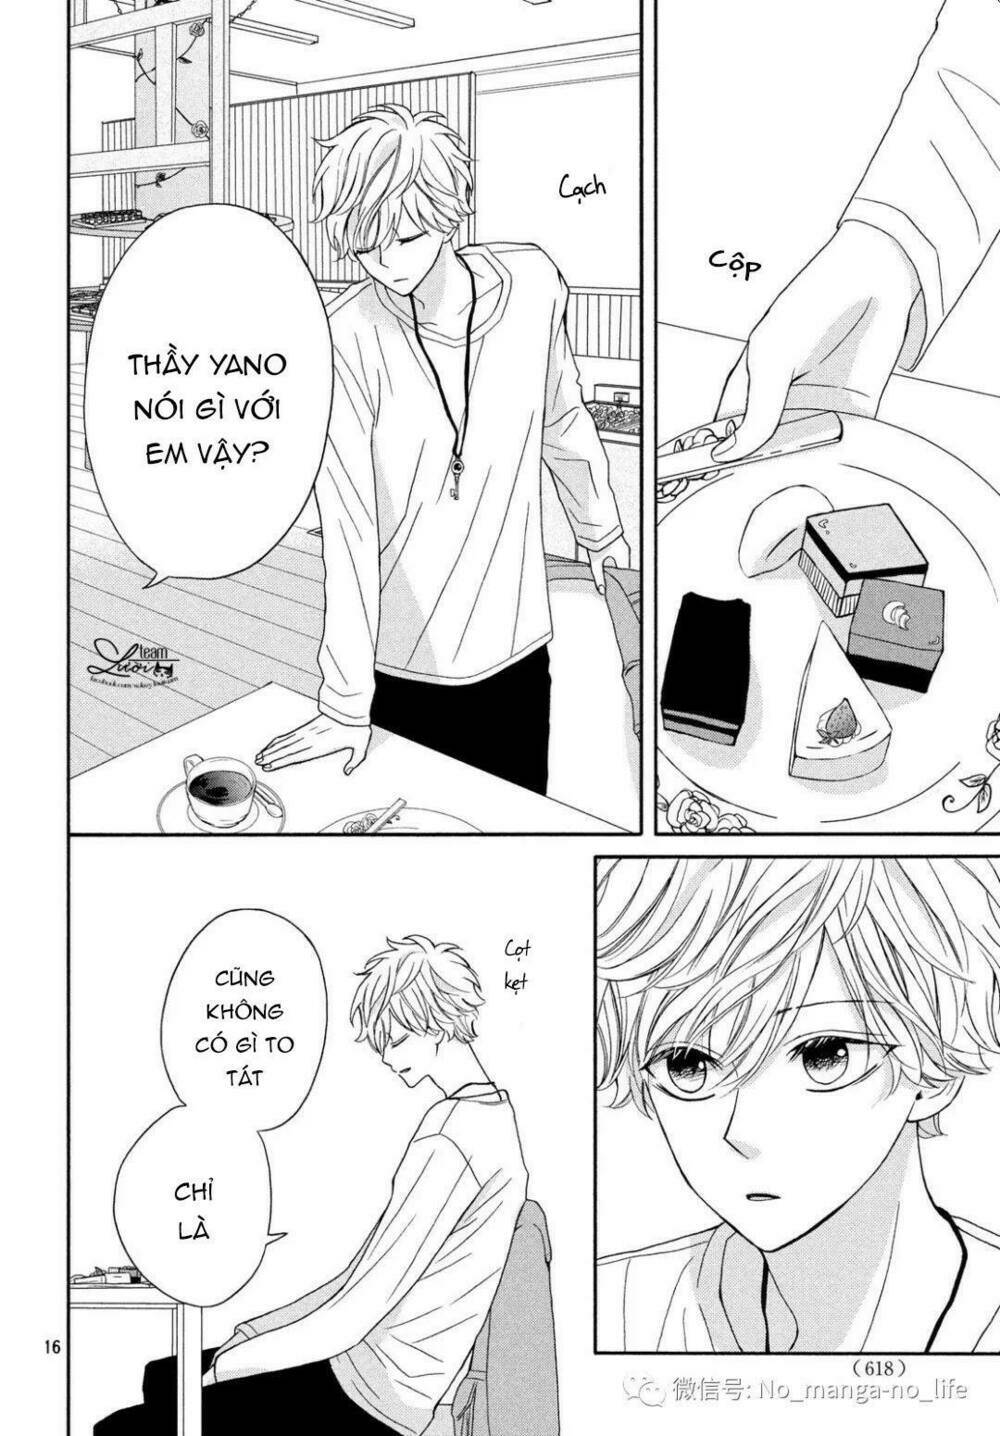 Cạch
Cộp
THẦY YANO
NÓI GÌ VỚI
EM VẬY?
team
Lười
Cọt
kẹt
CŨNG
KHÔNG
CÓ GÌ TO
TÁT
CHỈ
LÀ
16
(618)
微信号: No_manga-no_life